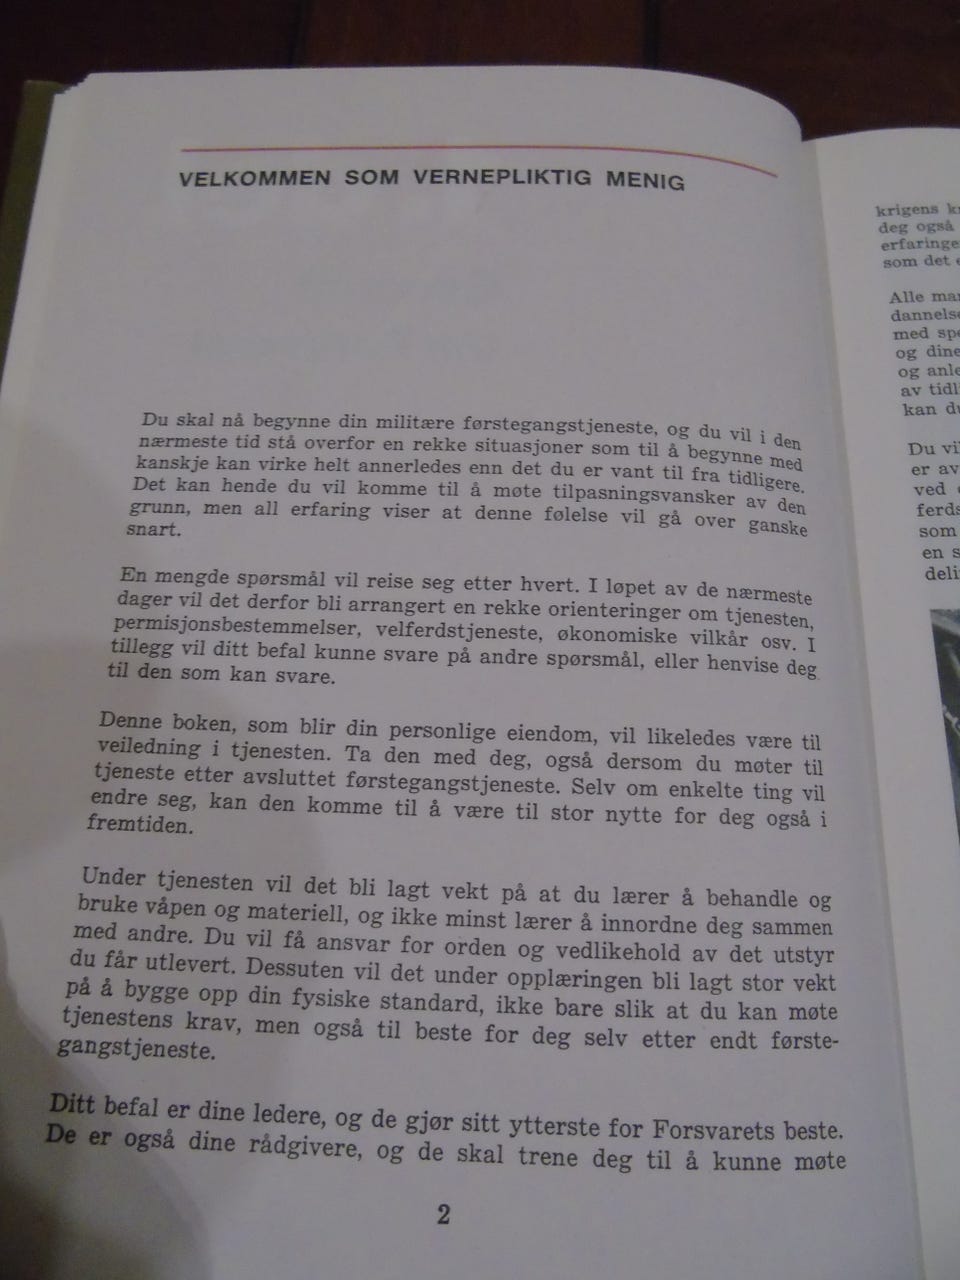 VELKOMMEN SOM VERNEPLIKTIG MENIG
Du skal nå begynne din militære førstegangstjeneste, og du vil i den
nærmeste tid stå overfor en rekke situasjoner som til å begynne med
kanskje kan virke helt annerledes enn det du er vant til fra tidligere.
Det kan hende du vil komme til å møte tilpasningsvansker av den
grunn, men all erfaring viser at denne følelse vil gå over ganske
snart.
En mengde spørsmål vil reise seg etter hvert. I løpet av de nærmeste
dager vil det derfor bli arrangert en rekke orienteringer om tjenesten,
permisjonsbestemmelser, velferdstjeneste, økonomiske vilkår osv. I
tillegg vil ditt befal kunne svare på andre spørsmål, eller henvise deg
til den som kan svare.
Denne boken, som blir din personlige eiendom, vil likeledes være til
veiledning i tjenesten. Ta den med deg, også dersom du møter til
tjeneste etter avsluttet førstegangstjeneste. Selv om enkelte ting vil
endre seg, kan den komme til å være til stor nytte for deg også i
fremtiden.
Under tjenesten vil det bli lagt vekt på at du lærer å behandle og
bruke våpen og materiell, og ikke minst lærer å innordne deg sammen
med andre. Du vil få ansvar for orden og vedlikehold av det utstyr
du får utlevert. Dessuten vil det under opplæringen bli lagt stor vekt
på å bygge opp din fysiske standard, ikke bare slik at du kan møte
tjenestens krav, men også til beste for deg selv etter endt første-
gangstjeneste.
Ditt befal er dine ledere, og de gjør sitt ytterste for Forsvarets beste.
De er også dine rådgivere, og de skal trene deg til å kunne møte
2
krigens
deg også
som det
Alle
med
og dine
og
av
kan
Du
er av
ved
som
en